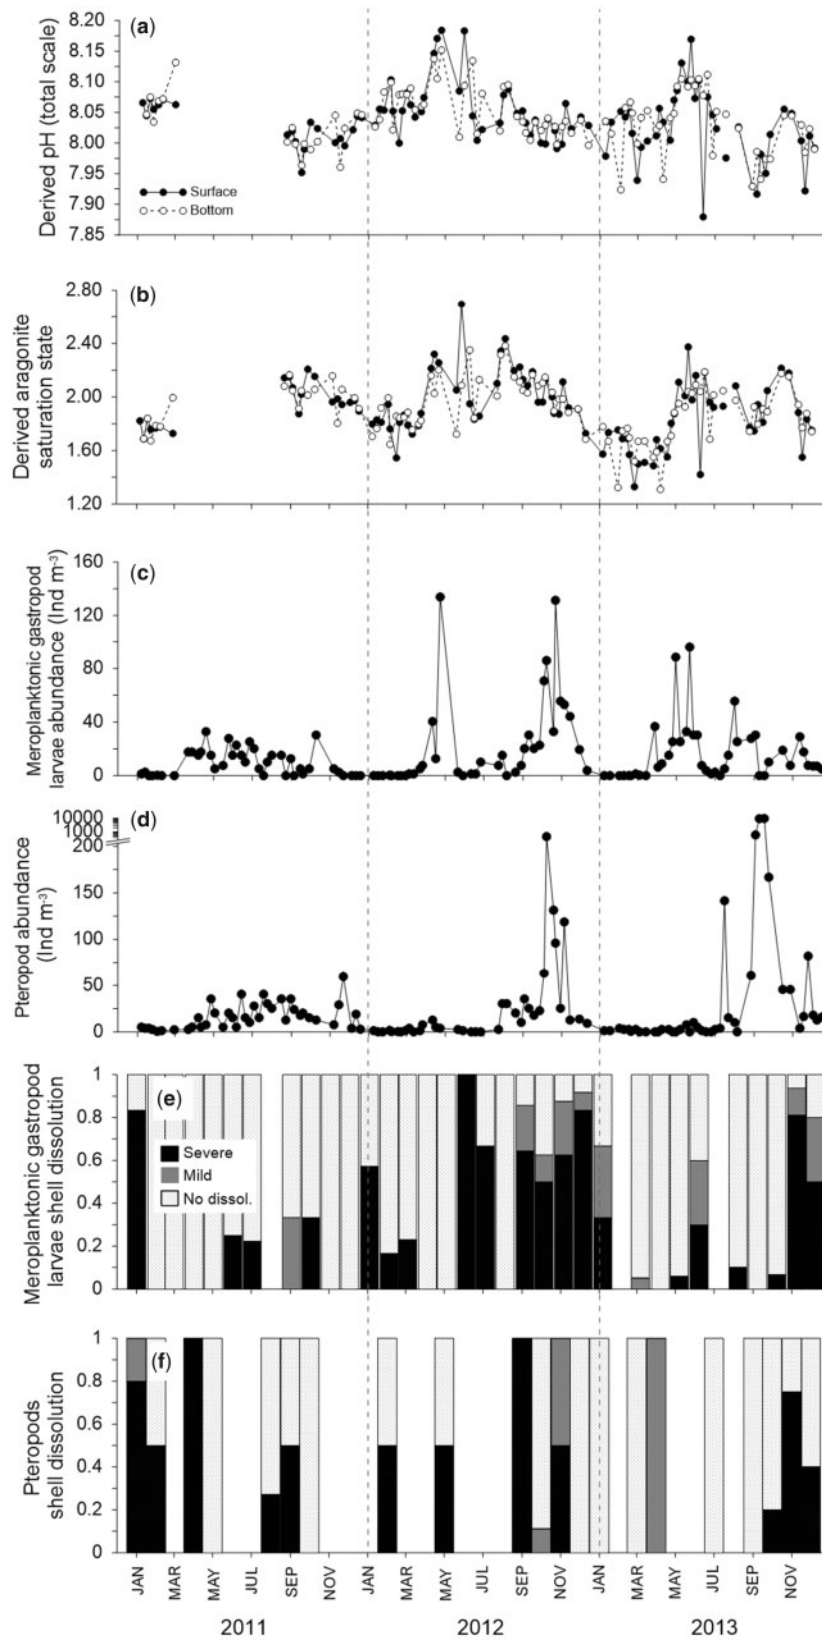 (a)
Derived pH (total scale)
8.20
8.15
8.10
8.05
8.00
7.95
7.90
7.85
Surface
Bottom
(b)
Derived aragonite
saturation state
2.80
2.40
2.00
1.60
1.20
(c)
Meroplanktonic gastropod
larvae abundance (Ind m-3)
160
120
80
40
0
(d)
Pteropod abundance
(Ind m-3)
10000
1000
200
150
100
50
0
(e)
Meroplanktonic gastropod
larvae shell dissolution
1
0.8
0.6
0.4
0.2
0
Severe
Mild
No dissol.
(f)
Pteropods
shell dissolution
1
0.8
0.6
0.4
0.2
0
JAN MAR MAY JUL SEP NOV JAN MAR MAY JUL SEP NOV JAN MAR MAY JUL SEP NOV
2011 2012 2013